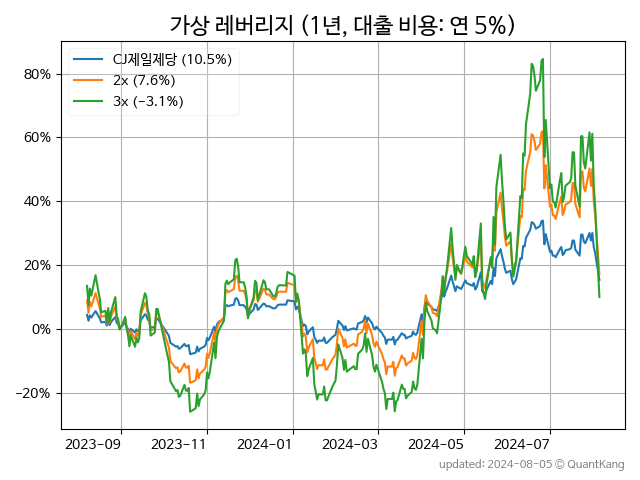 가상 레버리지 (1년, 대출 비용: 연 5%)
CJ제일제당 (10.5%)
2x (7.6%)
3x (−3.1%)
80%
60%
40%
20%
0%
−20%
2023-09
2023-11
2024-01
2024-03
2024-05
2024-07
updated: 2024-08-05 © QuantKang